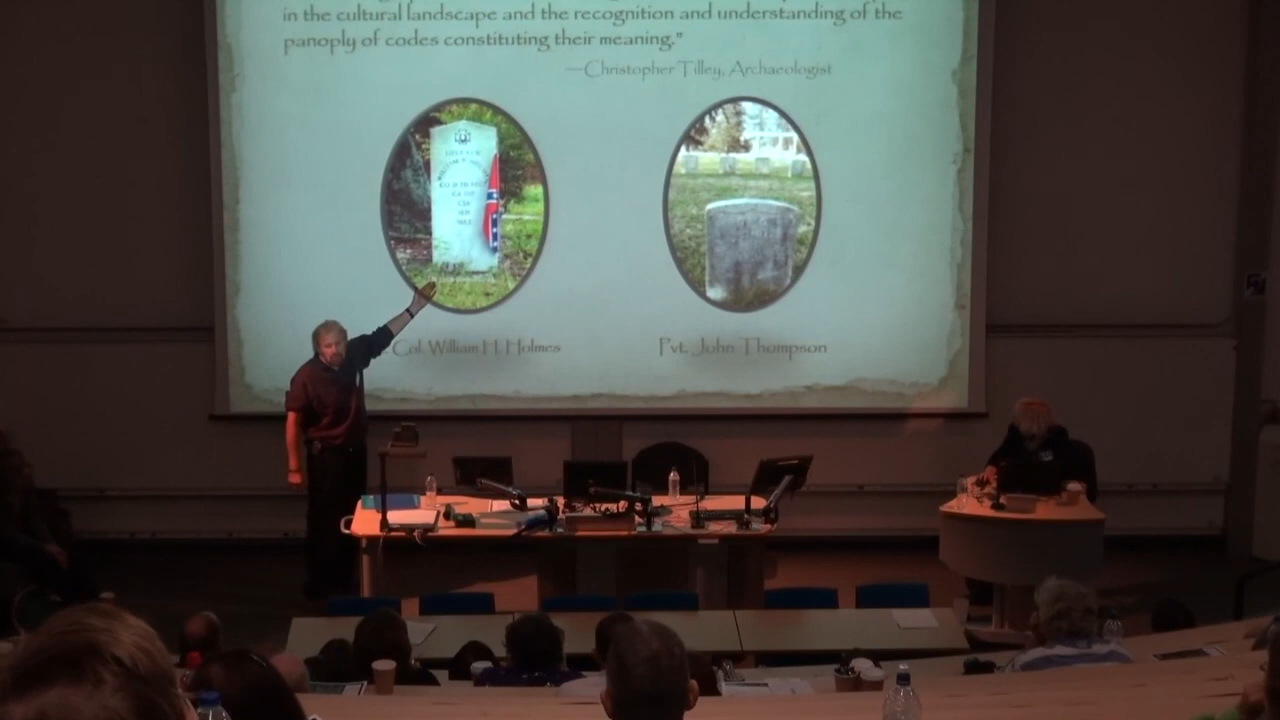 in the cultural landscape and the recognition and understanding of the
panoply of codes constituting their meaning."
—Christopher Tilley, Archaeologist
Col. William H. Holmes
Pvt. John Thompson
CSA